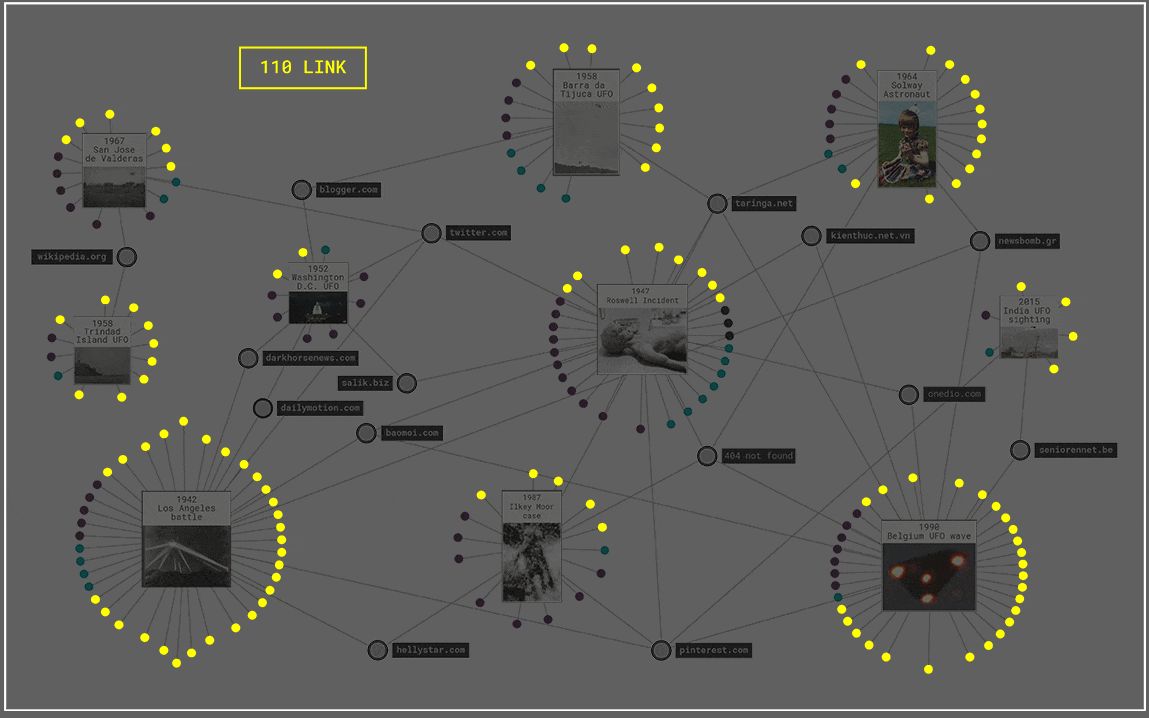 110 LINK
1958
Barra da
Tijuca UFO
1964
Solway
Astronaut
1967
San Jose
de Valderas
blogger.com
taringa.net
twitter.com
kienthuc.net.vn
newsbomb.gr
wikipedia.org
1952
Washington
D.C. UFO
1947
Roswell Incident
2015
India UFO
sighting
1958
Trindad
Island UFO
darkhorsenews.com
salik.biz
onedio.com
dailymotion.com
baomoi.com
404 not found
seniorennet.be
1942
Los Angeles
battle
1987
Ilkey Moor
case
1990
Belgium UFO wave
hellystar.com
pinterest.com